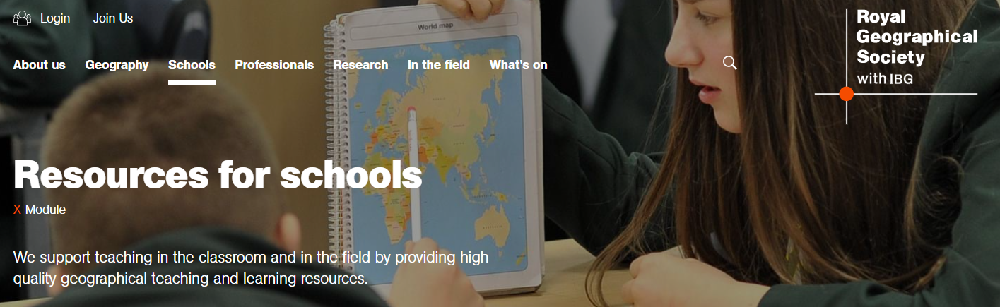 Login Join Us
Royal
Geographical
Society
with IBG
About us Geography Schools Professionals Research In the field What's on
World map
Resources for schools
X Module
We support teaching in the classroom and in the field by providing high
quality geographical teaching and learning resources.